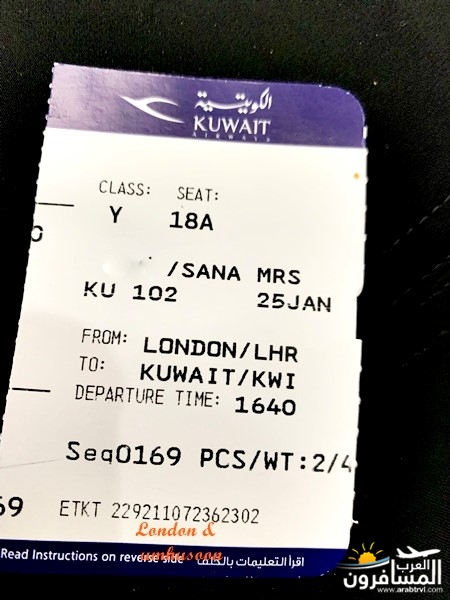 الكويتية
KUWAIT
AIRWAYS
CLASS: SEAT:
Y 18A
/SANA MRS
KU 102 25JAN
FROM: LONDON/LHR
TO: KUWAIT/KWI
DEPARTURE TIME: 1640
Seq0169 PCS/WT:2/4
69 ETKT 229211072362302
London &
umkusoon
Read Instructions on reverse side اقرأ التعليمات بالخلف
العرب
المسافرون
www.arabtrvl.com